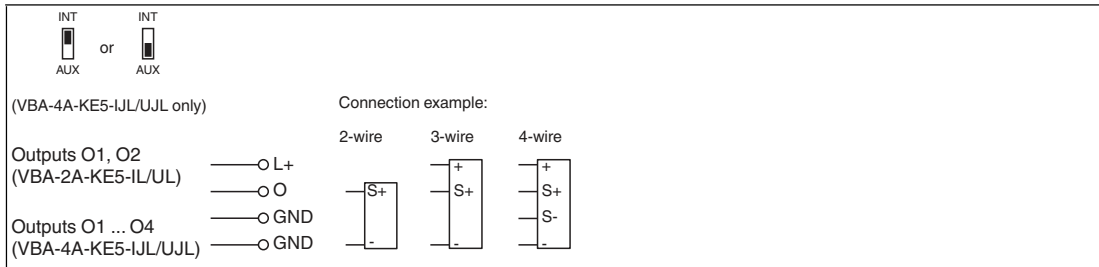 INT INT
or
AUX AUX
(VBA-4A-KE5-IJL/UJL only)
Connection example:
2-wire 3-wire 4-wire
Outputs O1, O2
(VBA-2A-KE5-IL/UL)
Outputs O1 ... O4
(VBA-4A-KE5-IJL/UJL)
L+
O
GND
GND
S+
-
+
S+
-
+
S+
S-
-